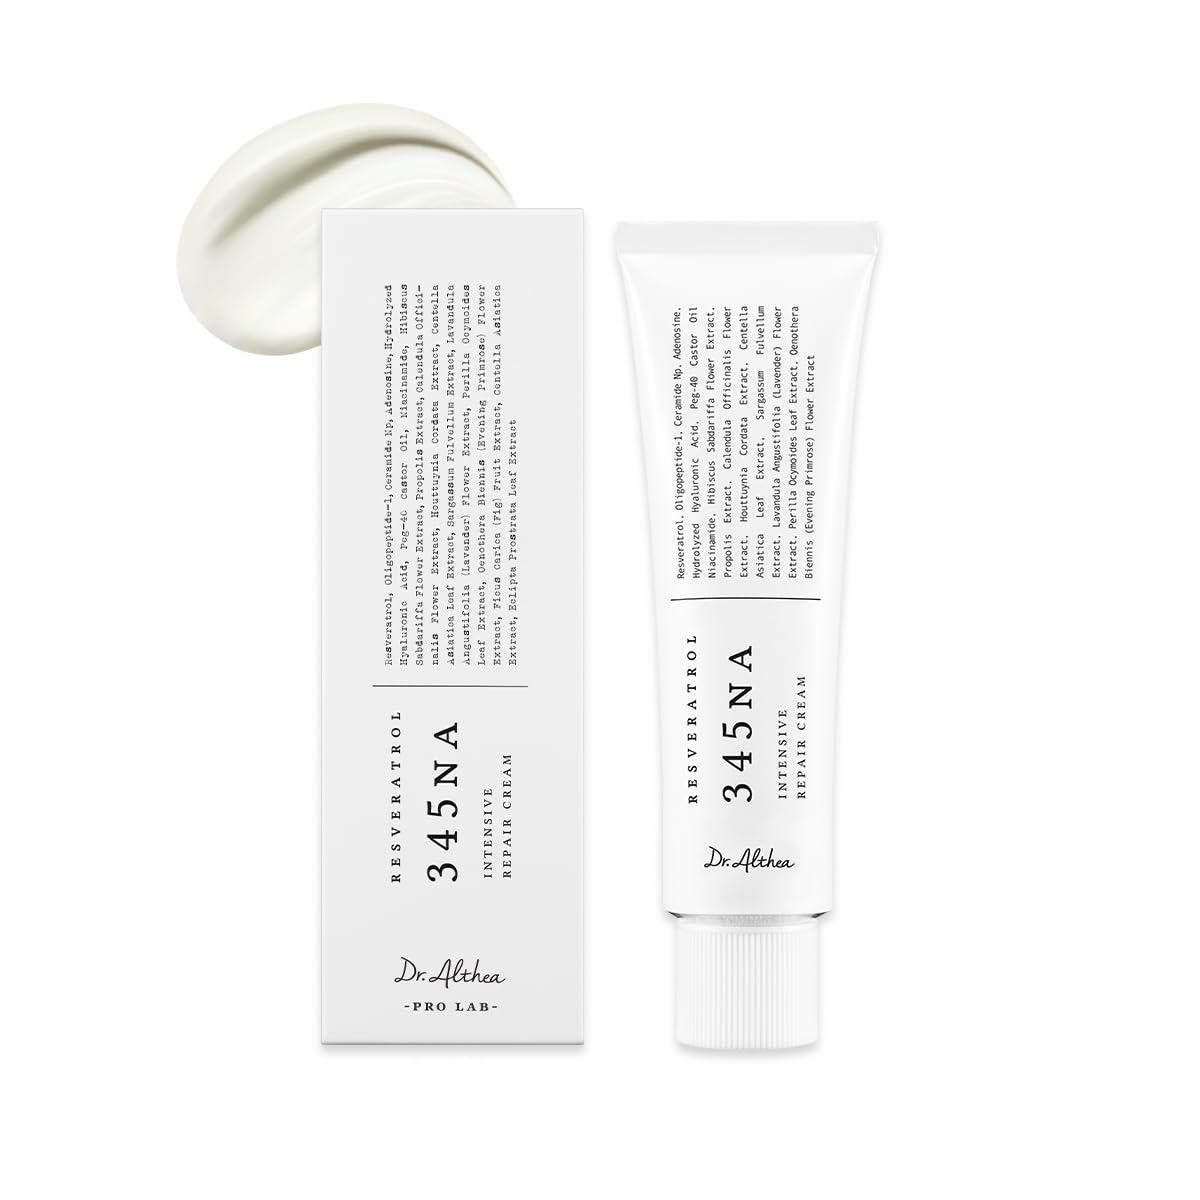 Resveratrol, Oligopeptide-1, Ceramide Np, Adenosine, Hydrolyzed
Hyaluronic Acid, Peg-40 Castor Oil, Niacinamide, Hibiscus
Sabdariffa Flower Extract, Propolis Extract, Calendula Offici-
nalis Flower Extract, Houttuynia Cordata Extract, Centella
Asiatica Leaf Extract, Sargassum Fulvellum Extract, Lavandula
Angustifolia (Lavender) Flower Extract, Perilla Ocymoides
Leaf Extract, Oenothera Biennis (Evening Primrose) Flower
Extract, Ficus Carica (Fig) Fruit Extract, Centella Asiatica
Extract, Eclipta Prostrata Leaf Extract
RESVERATROL
345NA
INTENSIVE
REPAIR CREAM
Dr.Althea
-PRO LAB-
Resveratrol, Oligopeptide-1, Ceramide Np, Adenosine,
Hydrolyzed Hyaluronic Acid, Peg-40 Castor Oil
Niacinamide, Hibiscus Sabdariffa Flower Extract,
Propolis Extract, Calendula Officinalis Flower
Extract, Houttuynia Cordata Extract, Centella
Asiatica Leaf Extract, Sargassum Fulvellum
Extract, Lavandula Angustifolia (Lavender) Flower
Extract, Perilla Ocymoides Leaf Extract, Oenothera
Biennis (Evening Primrose) Flower Extract
RESVERATROL
345NA
INTENSIVE
REPAIR CREAM
Dr.Althea